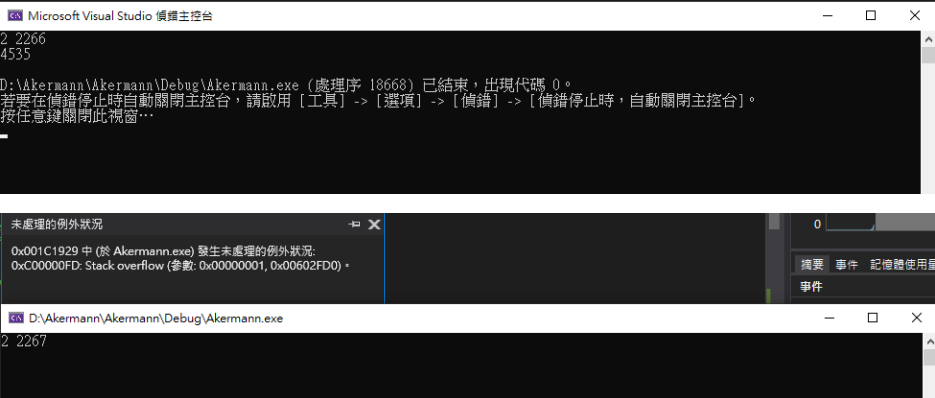 Microsoft Visual Studio 偵錯主控台
2 2266
4535
D:\Akermann\Akermann\Debug\Akermann.exe (處理序 18668) 已結束，出現代碼 0。
若要在偵錯停止時自動關閉主控台，請啟用 [工具] -> [選項] -> [偵錯] -> [偵錯停止時，自動關閉主控台]。
按任意鍵關閉此視窗…
未處理的例外狀況
0x001C1929 中 (於 Akermann.exe) 發生未處理的例外狀況:
0xC00000FD: Stack overflow (參數: 0x00000001, 0x00602FD0)。
0
摘要 事件 記憶體使用量
事件
D:\Akermann\Akermann\Debug\Akermann.exe
2 2267